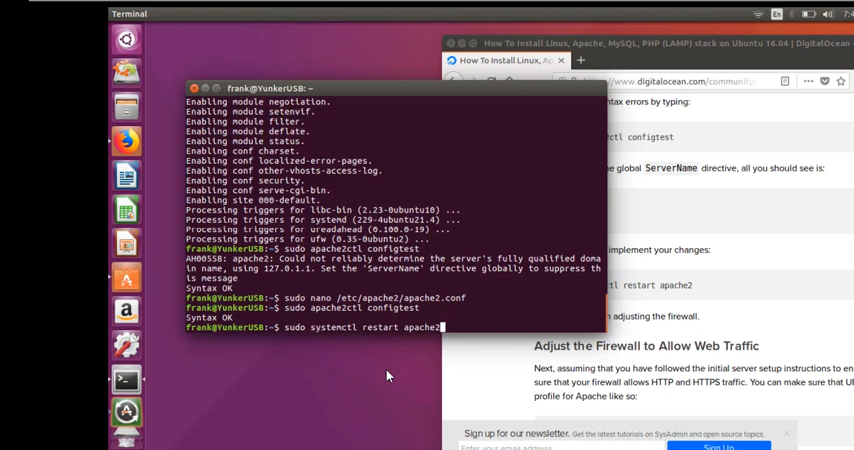 Terminal
En
7:4
How To Install Linux, Apache, MySQL, PHP (LAMP) stack on Ubuntu 16.04 | DigitalOcean
How To Install Linux, Ap
www.digitalocean.com/community
frank@YunkerUSB: ~
Enabling module negotiation.
Enabling module setenvif.
Enabling module filter.
Enabling module deflate.
Enabling module status.
Enabling conf charset.
Enabling conf localized-error-pages.
Enabling conf other-vhosts-access-log.
Enabling conf security.
Enabling conf serve-cgi-bin.
Enabling site 000-default.
Processing triggers for libc-bin (2.23-0ubuntu10) ...
Processing triggers for systemd (229-4ubuntu21.4) ...
Processing triggers for ureadahead (0.100.0-19) ...
Processing triggers for ufw (0.35-0ubuntu2) ...
frank@YunkerUSB:~$ sudo apache2ctl configtest
AH00558: apache2: Could not reliably determine the server's fully qualified doma
in name, using 127.0.1.1. Set the 'ServerName' directive globally to suppress th
is message
Syntax OK
frank@YunkerUSB:~$ sudo nano /etc/apache2/apache2.conf
frank@YunkerUSB:~$ sudo apache2ctl configtest
Syntax OK
frank@YunkerUSB:~$ sudo systemctl restart apache2
ntax errors by typing:
ctl configtest
e global ServerName directive, all you should see is:
mplement your changes:
tl restart apache2
n adjusting the firewall.
Adjust the Firewall to Allow Web Traffic
Next, assuming that you have followed the initial server setup instructions to en
sure that your firewall allows HTTP and HTTPS traffic. You can make sure that UF
profile for Apache like so:
Sign up for our newsletter. Get the latest tutorials on SysAdmin and open source topics.
Enter your email address
Sign Up